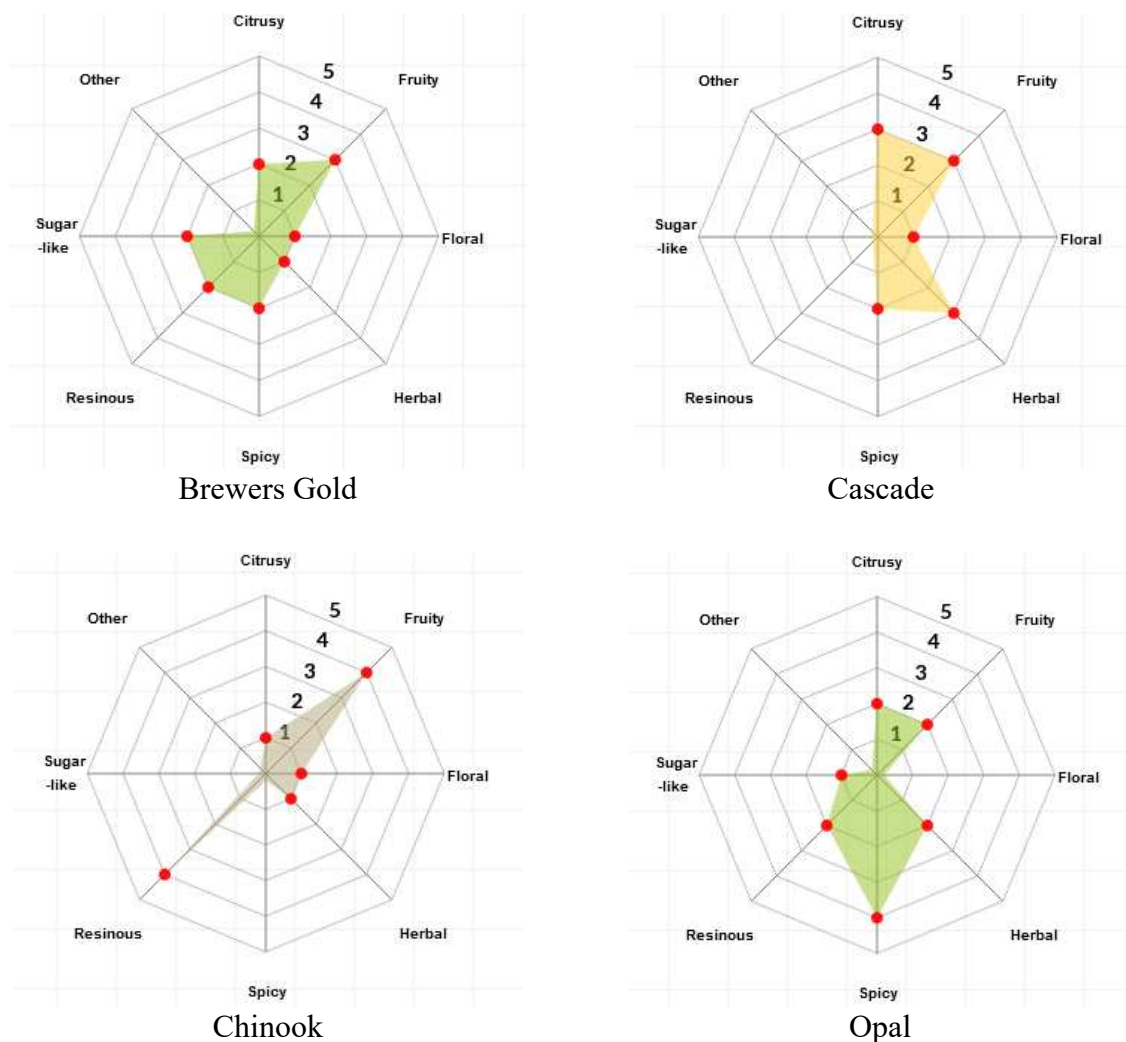 Citrusy
Other
5
Fruity
4
3
2
1
Sugar
-like
Floral
Resinous
Herbal
Spicy
Brewers Gold
Citrusy
Other
5
Fruity
4
3
2
1
Sugar
-like
Floral
Resinous
Herbal
Spicy
Cascade
Citrusy
Other
5
Fruity
4
3
2
1
Sugar
-like
Floral
Resinous
Herbal
Spicy
Chinook
Citrusy
Other
5
Fruity
4
3
2
1
Sugar
-like
Floral
Resinous
Herbal
Spicy
Opal